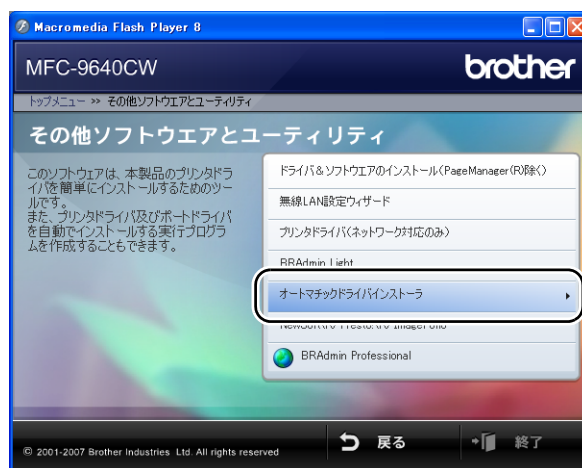 Macromedia Flash Player 8
MFC-9640CW
brother
トップメニュー >> その他ソフトウエアとユーティリティ
その他ソフトウエアとユーティリティ
このソフトウェアは、本製品のプリンタドラ
イバを簡単にインストールするためのツー
ルです。
また、プリンタドライバ及びポートドライバ
を自動でインストールする実行プログラ
ムを作成することもできます。
ドライバ&ソフトウエアのインストール(PageManager(R)除く)
無線LAN設定ウィザード
プリンタドライバ(ネットワーク対応のみ)
BRAdmin Light
オートマチックドライバインストーラ
NewSoft(R) Presto!(R) ImageFolio
BRAdmin Professional
戻る
終了
© 2001-2007 Brother Industries Ltd. All rights reserved